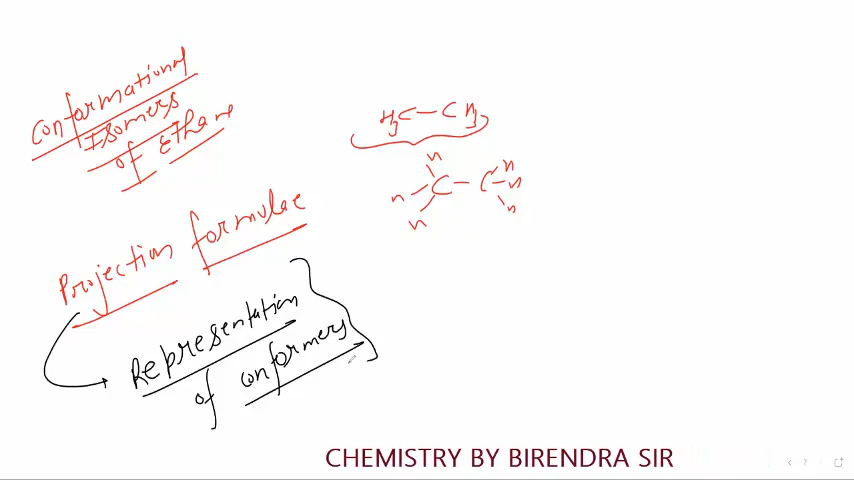 Conformational
Isomers
of Ethane
H3C - CH3
H
H - C - C - H
H
H
H
H
Projection formulae
Representation
of conformers
CHEMISTRY BY BIRENDRA SIR